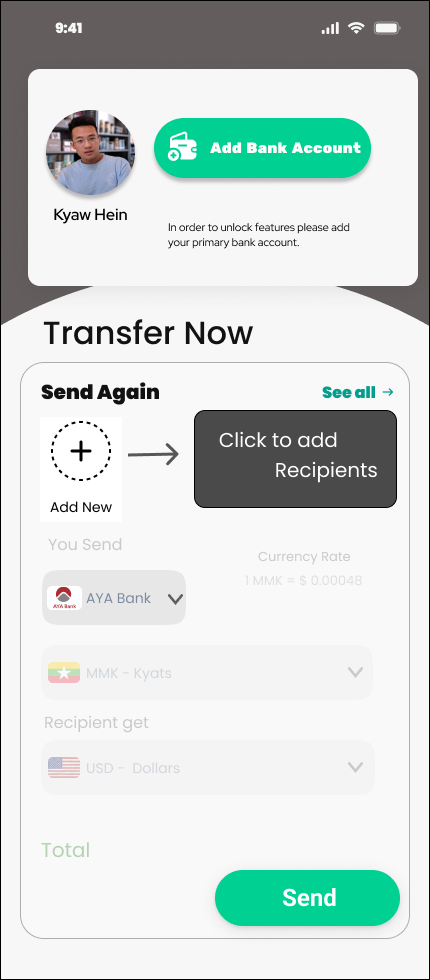 9:41
Add Bank Account
Kyaw Hein
In order to unlock features please add
your primary bank account.
Transfer Now
Send Again
See all →
Click to add
Recipients
Add New
You Send
Currency Rate
1 MMK = $ 0.00048
AYA Bank
AYA Bank
MMK - Kyats
Recipient get
USD - Dollars
Total
Send